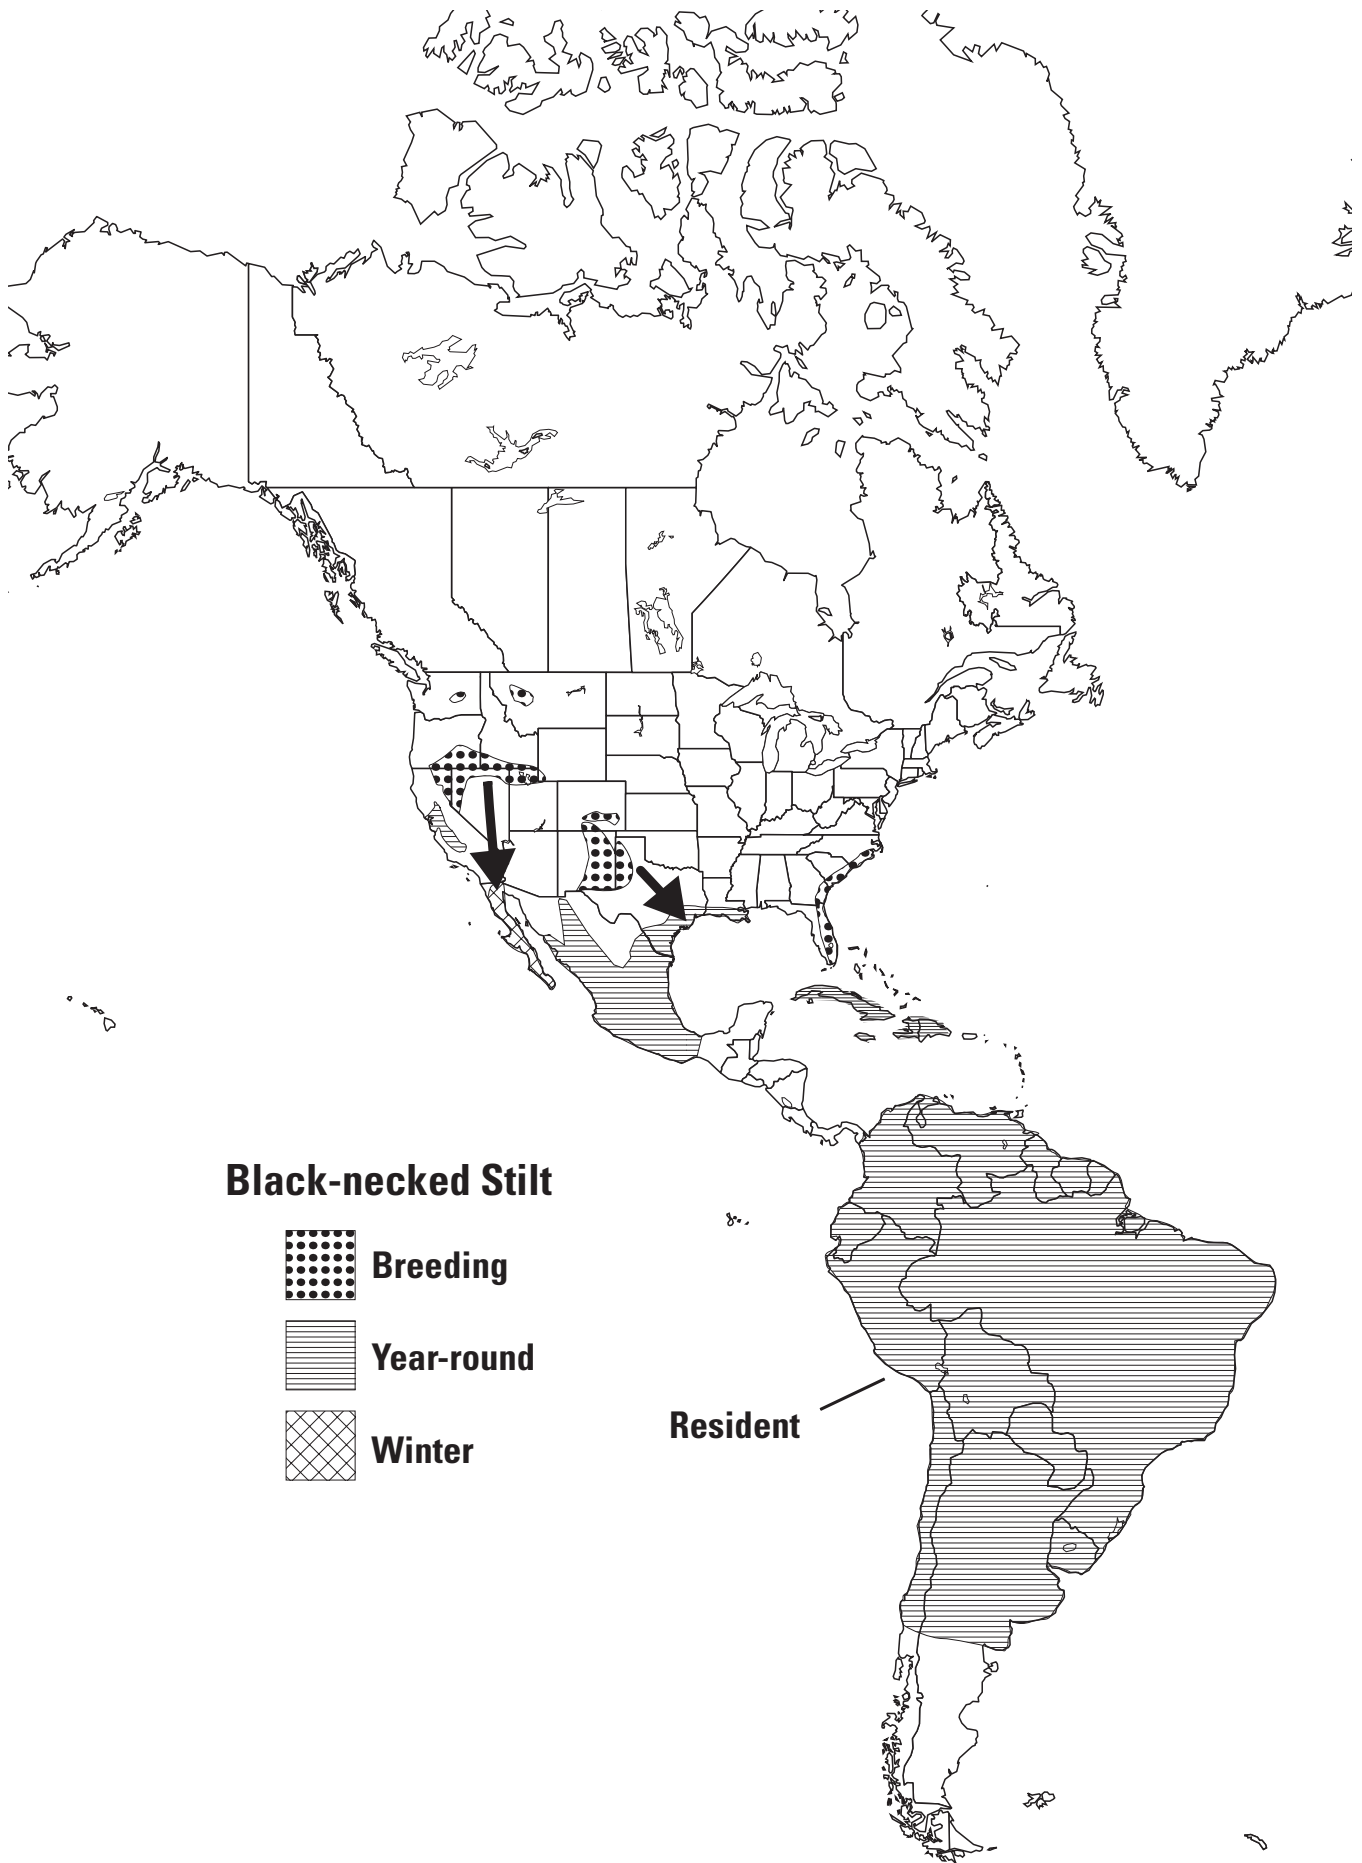 Black-necked Stilt
Breeding
Year-round
Winter
Resident